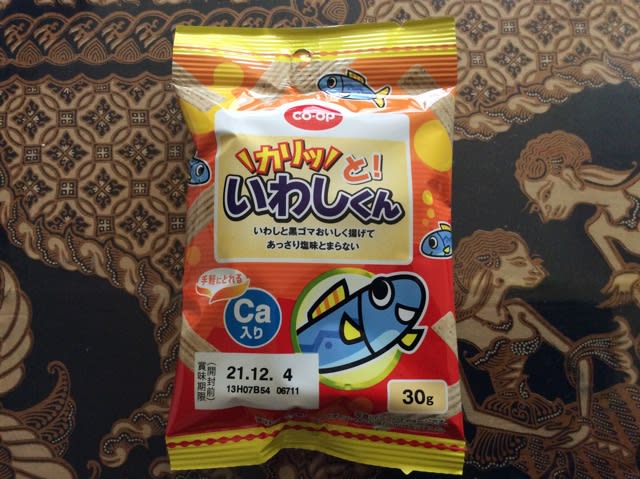 CO·OP
カリッと!
いわしくん
いわしと黒ゴマおいしく揚げて
あっさり塩味とまらない
手軽にとれる
Ca
入り
賞味期限
(開封前)
21.12. 4
13H07B54 06711
30g